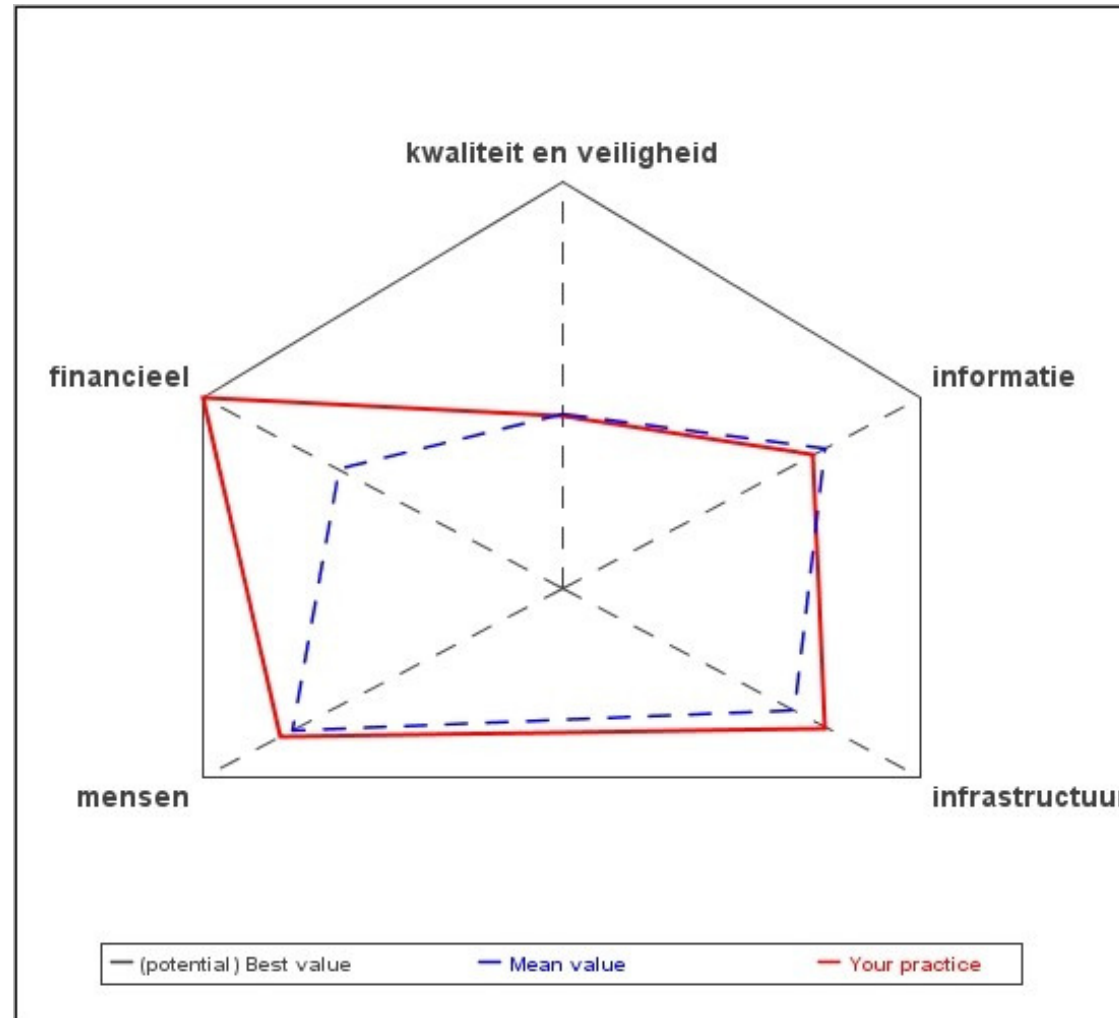 kwaliteit en veiligheid
financieel
informatie
mensen
infrastructuur
(potential) Best value
Mean value
Your practice